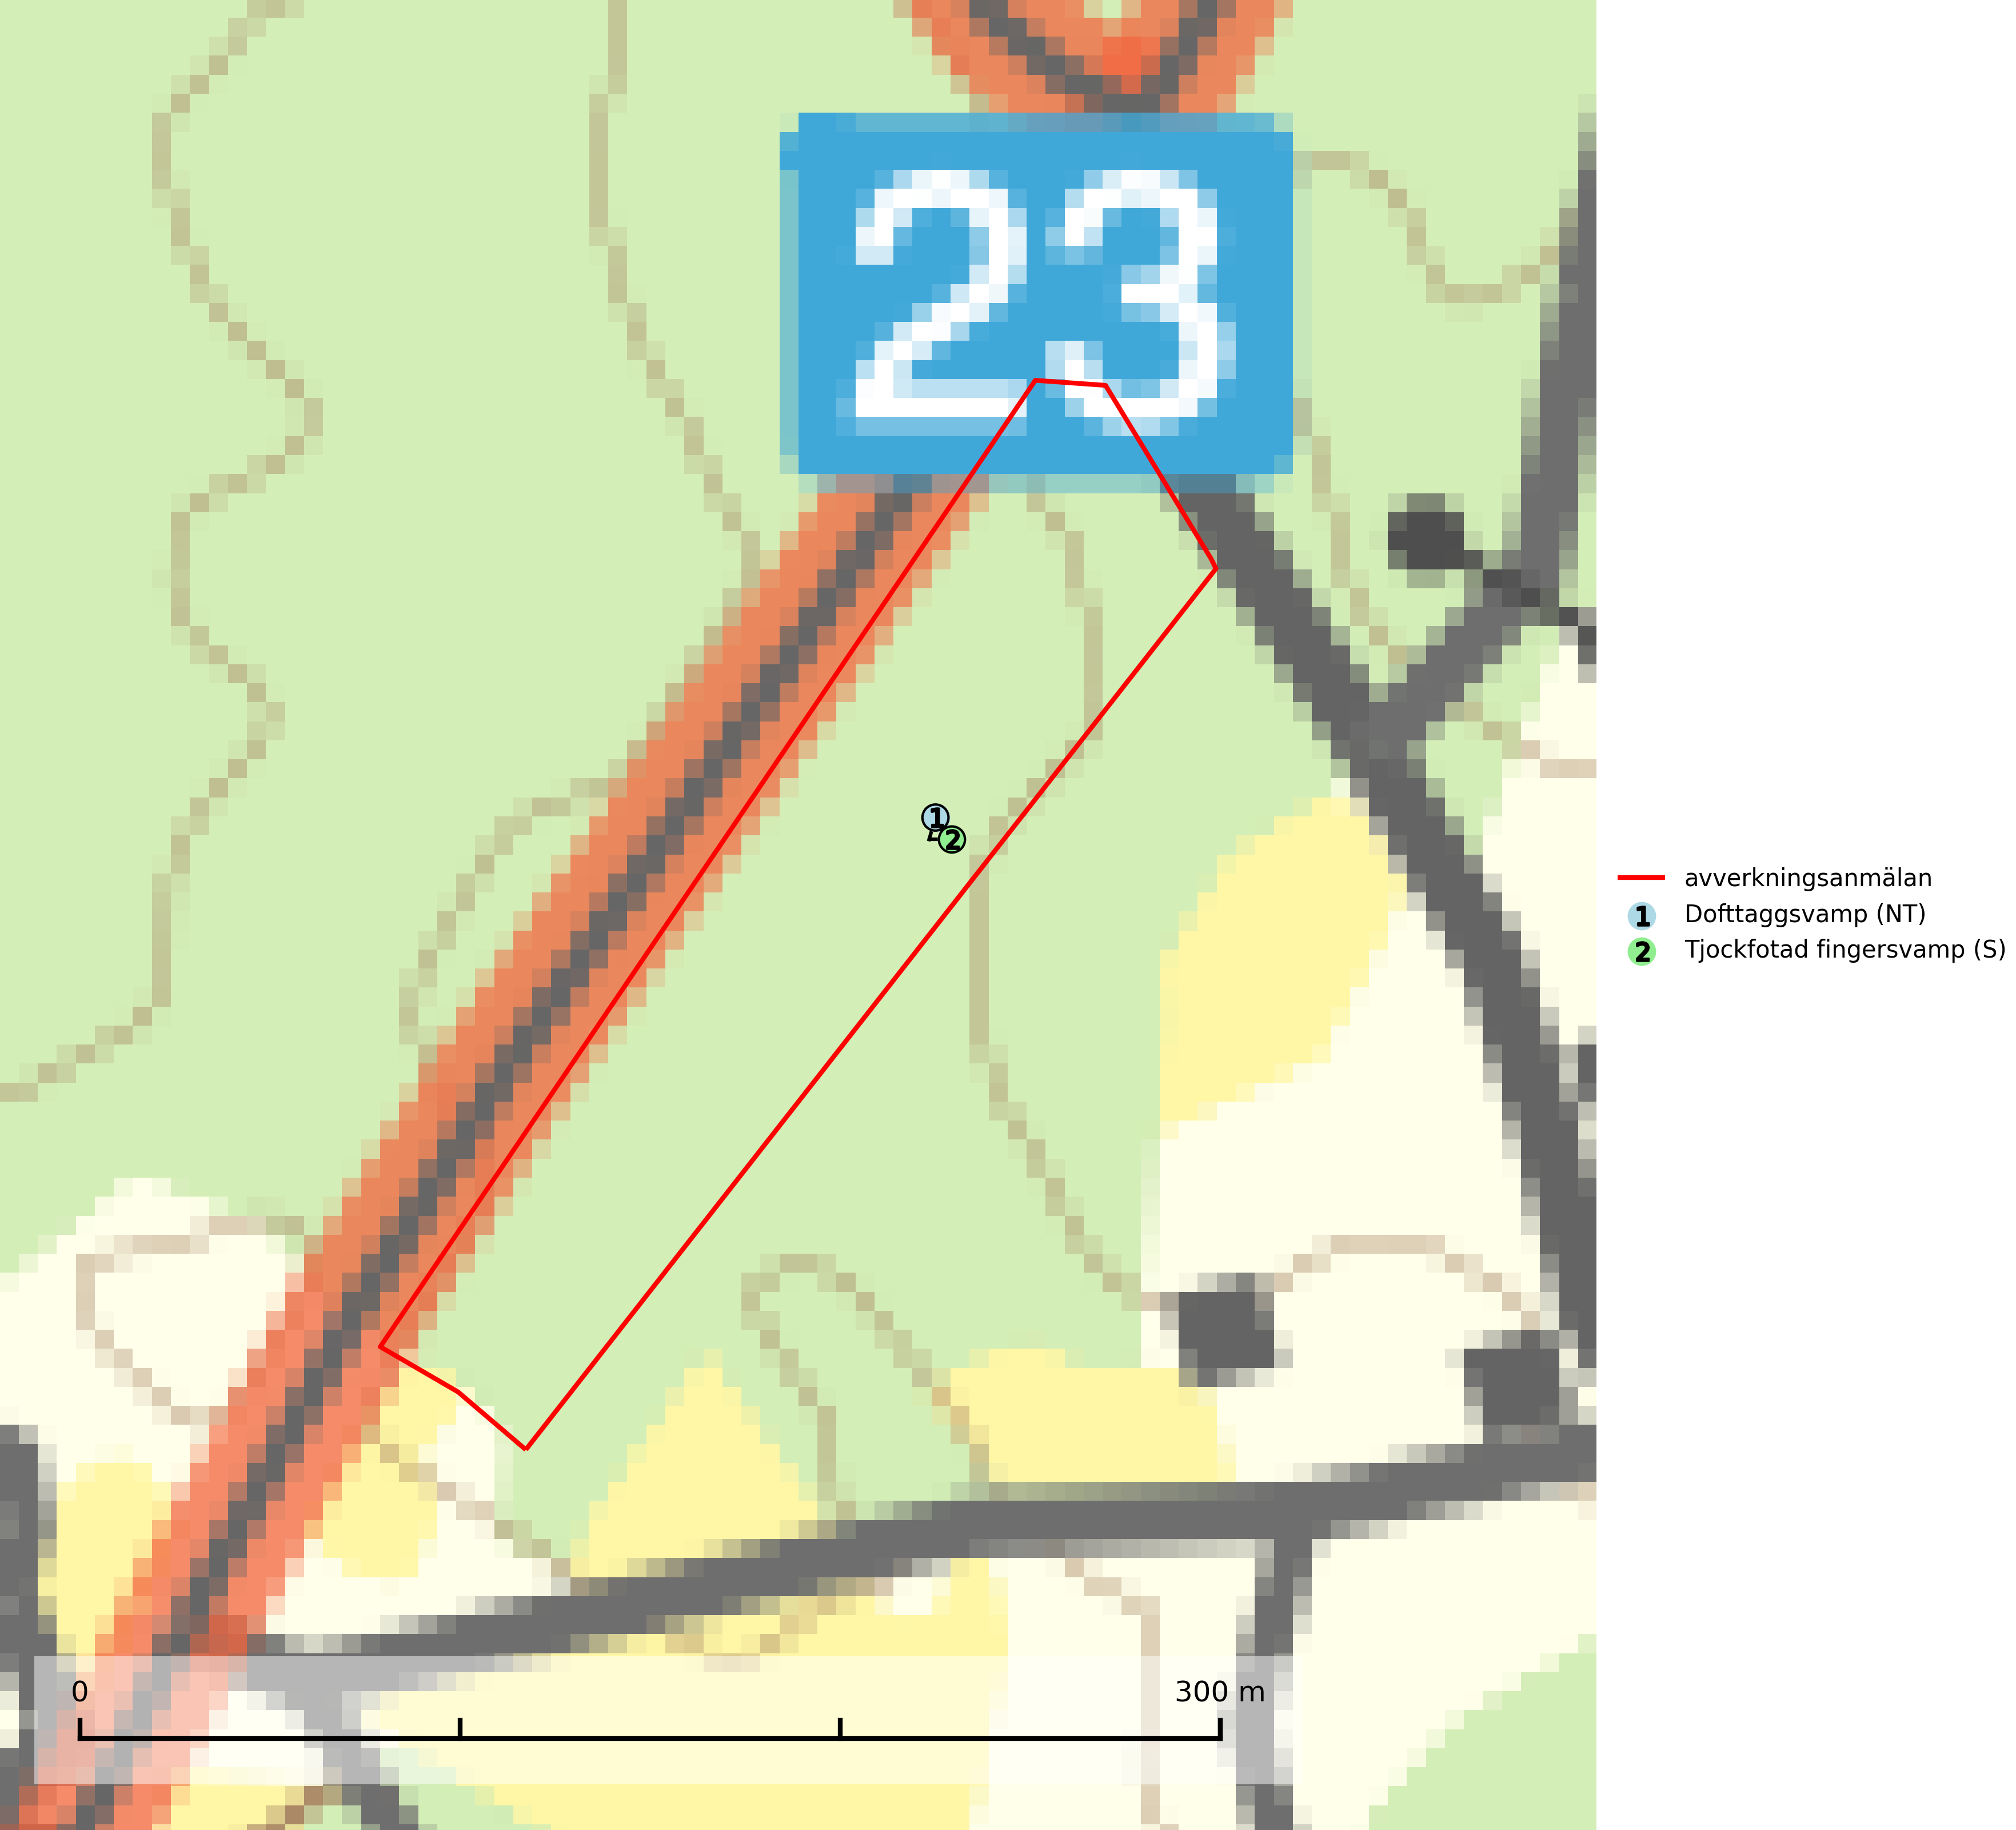 23
1
2
avverkningsanmälan
1 Dofttaggsvamp (NT)
2 Tjockfotad fingersvamp (S)
0 300 m